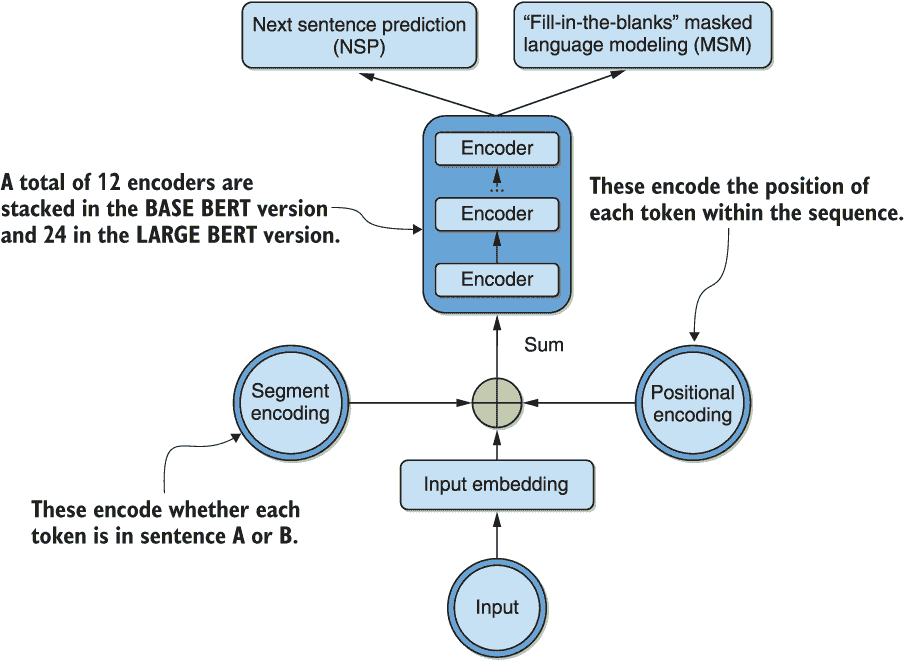 Next sentence prediction
(NSP)
“Fill-in-the-blanks” masked
language modeling (MSM)
Encoder
...
Encoder
Encoder
A total of 12 encoders are
stacked in the BASE BERT version
and 24 in the LARGE BERT version.
These encode the position of
each token within the sequence.
Sum
Segment
encoding
Positional
encoding
Input embedding
These encode whether each
token is in sentence A or B.
Input